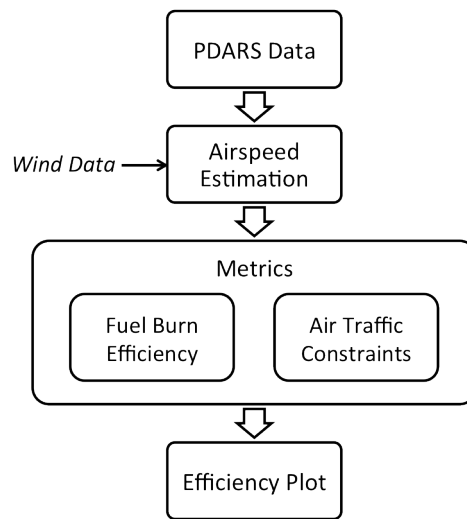 PDARS Data
Wind Data
Airspeed
Estimation
Metrics
Fuel Burn
Efficiency
Air Traffic
Constraints
Efficiency Plot